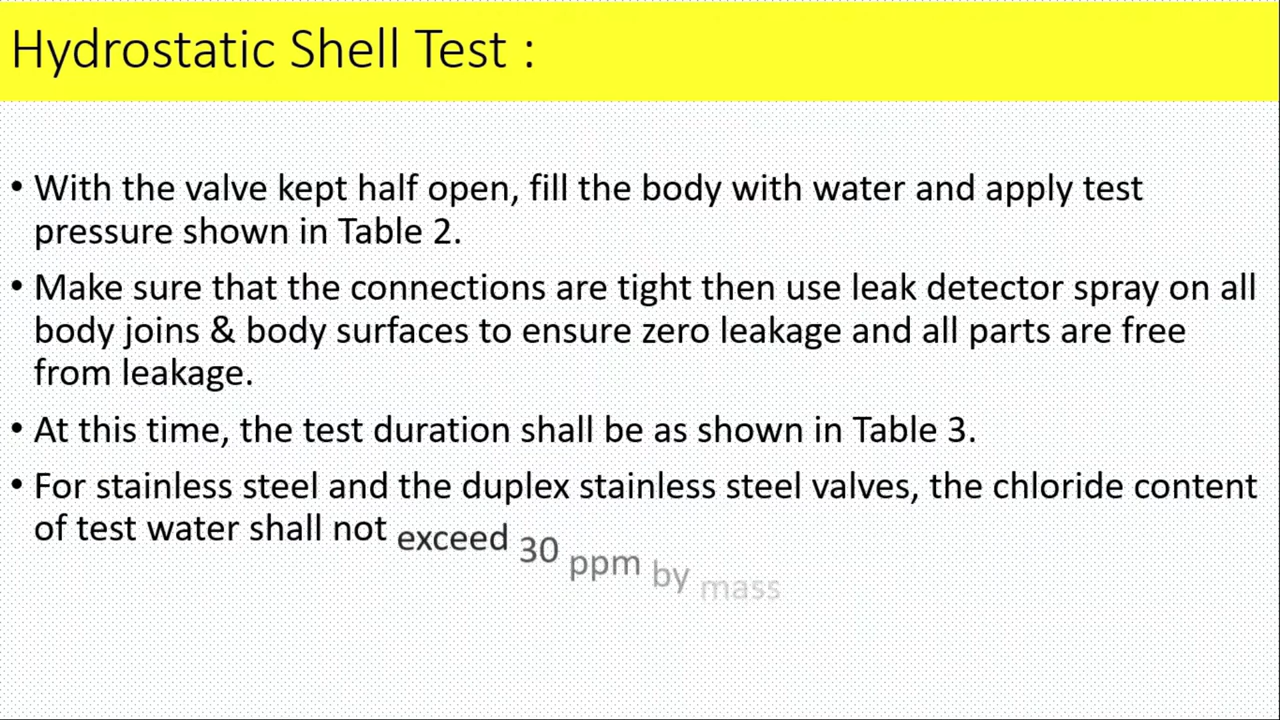 Hydrostatic Shell Test :
• With the valve kept half open, fill the body with water and apply test
pressure shown in Table 2.
• Make sure that the connections are tight then use leak detector spray on all
body joins & body surfaces to ensure zero leakage and all parts are free
from leakage.
• At this time, the test duration shall be as shown in Table 3.
• For stainless steel and the duplex stainless steel valves, the chloride content
of test water shall not exceed 30 ppm by mass